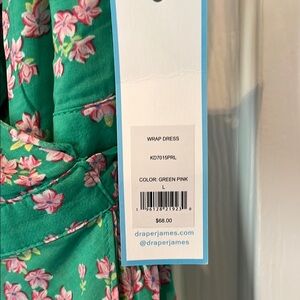 WRAP DRESS
KD7015PRL
COLOR: GREEN PINK
L
$68.00
draperjames.com
@draperjames